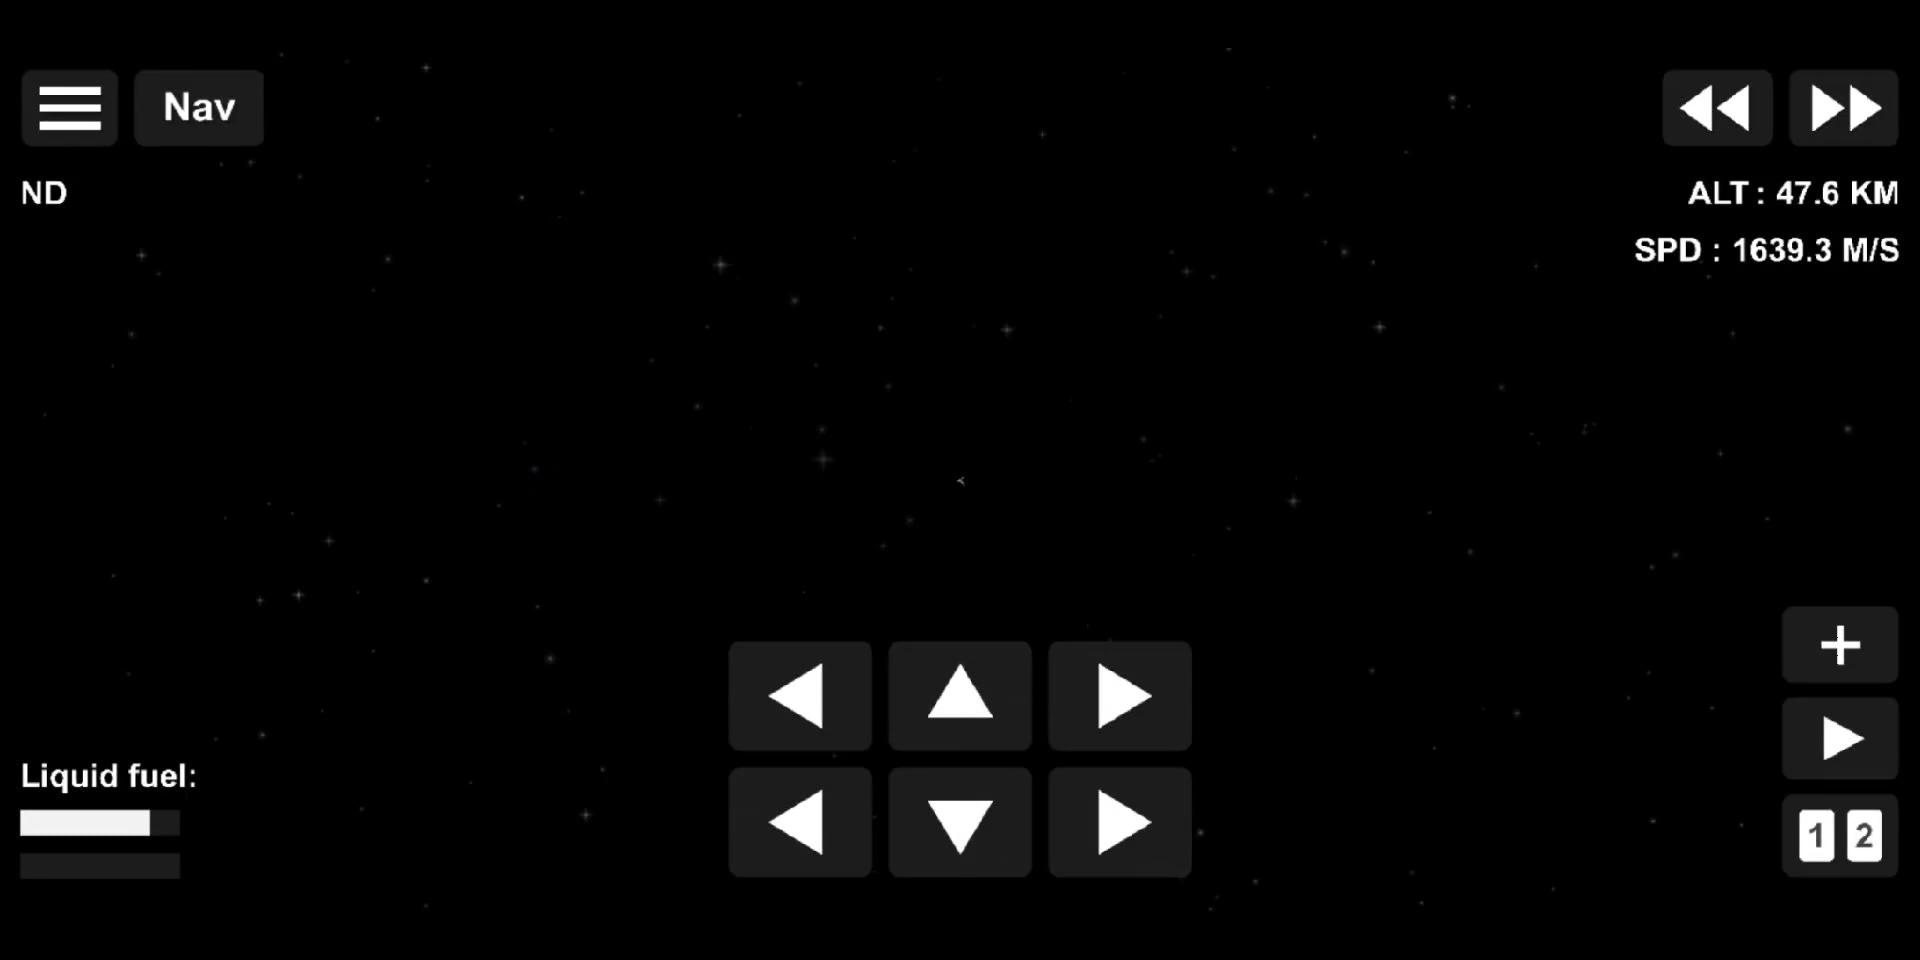 Nav
ND
ALT : 47.6 KM
SPD : 1639.3 M/S
Liquid fuel:
1 2